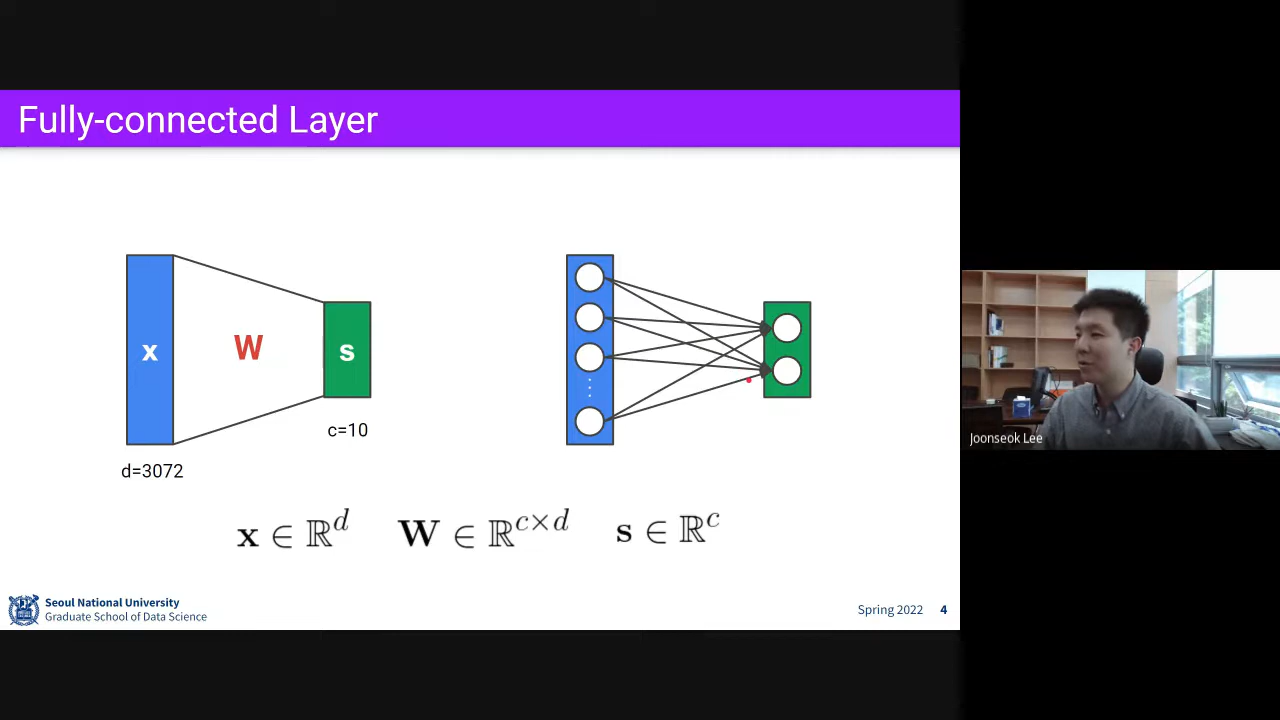 Fully-connected Layer
x
W
s
c=10
d=3072
x ∈ ℝ^d W ∈ ℝ^{c×d} s ∈ ℝ^c
Seoul National University
Graduate School of Data Science
Spring 2022 4
Joonseok Lee